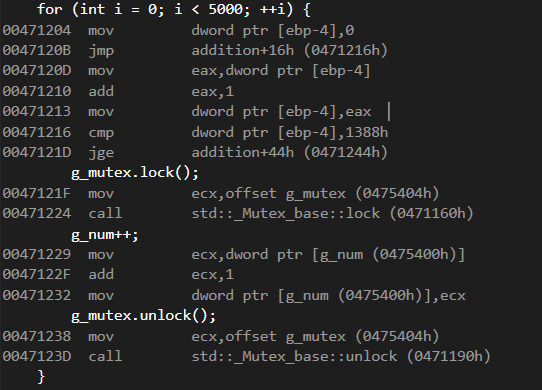 for (int i = 0; i < 5000; ++i) {
00471204  mov         dword ptr [ebp-4],0
0047120B  jmp         addition+16h (0471216h)
0047120D  mov         eax,dword ptr [ebp-4]
00471210  add         eax,1
00471213  mov         dword ptr [ebp-4],eax
00471216  cmp         dword ptr [ebp-4],1388h
0047121D  jge         addition+44h (0471244h)
g_mutex.lock();
0047121F  mov         ecx,offset g_mutex (0475404h)
00471224  call        std::_Mutex_base::lock (0471160h)
g_num++;
00471229  mov         ecx,dword ptr [g_num (0475400h)]
0047122F  add         ecx,1
00471232  mov         dword ptr [g_num (0475400h)],ecx
g_mutex.unlock();
00471238  mov         ecx,offset g_mutex (0475404h)
0047123D  call        std::_Mutex_base::unlock (0471190h)
}